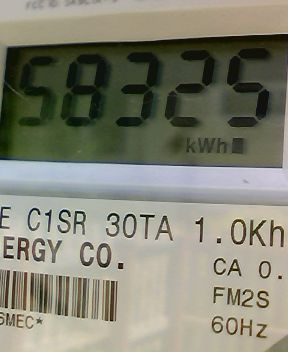 58325
kWh
E C1SR 30TA 1.0Kh
ERGY CO.
CA 0.
FM2S
6MEC*
60Hz